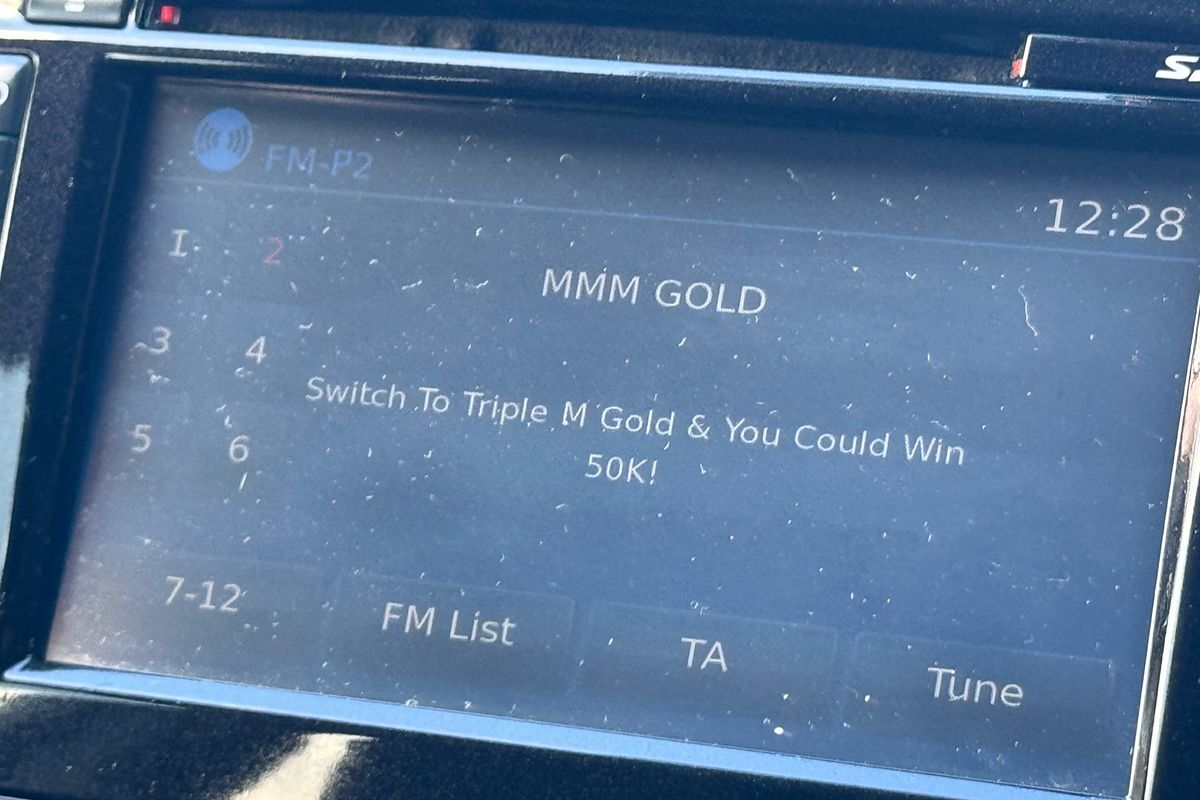 FM-P2
12:28
1 2
MMM GOLD
3 4
Switch To Triple M Gold & You Could Win
50K!
5 6
7-12 FM List TA Tune